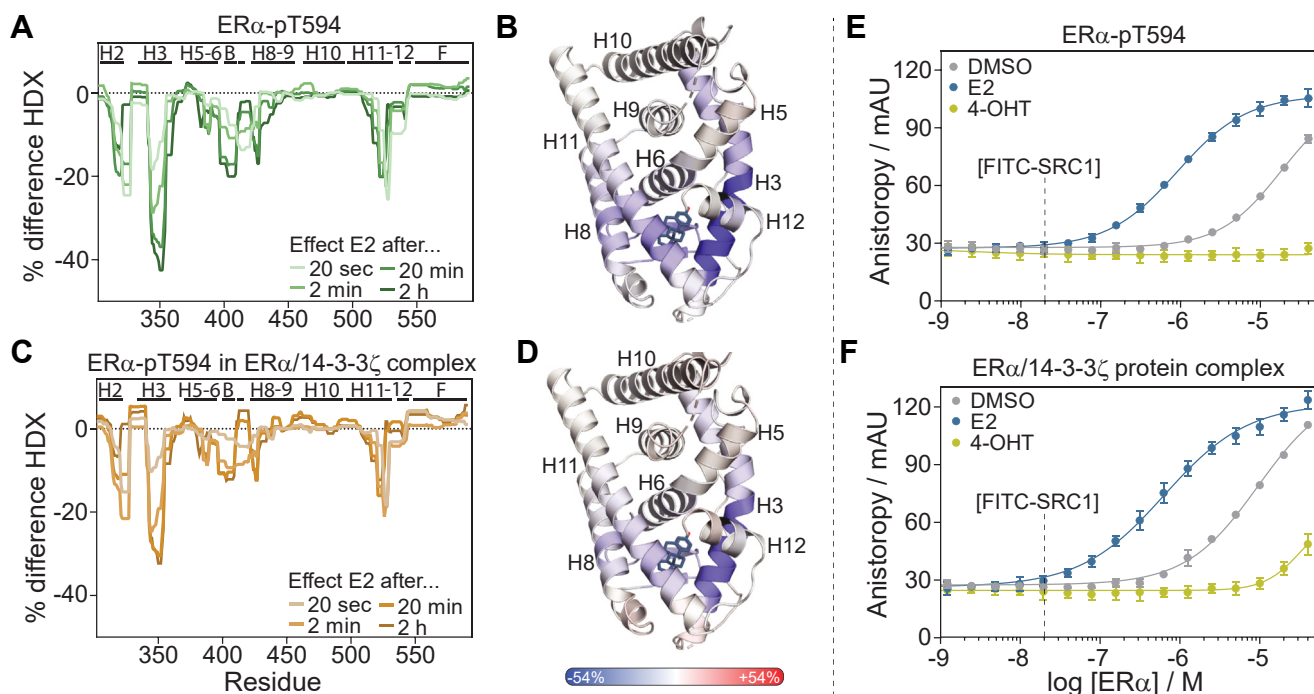 A
ERα-pT594
H2 H3 H5-6 B H8-9 H10 H11-12 F
% difference HDX
0
-20
-40
Effect E2 after...
20 sec 20 min
2 min 2 h
350 400 450 500 550
B
H10
H9
H5
H11
H6
H3
H8
H12
C
ERα-pT594 in ERα/14-3-3ζ complex
H2 H3 H5-6 B H8-9 H10 H11-12 F
% difference HDX
0
-20
-40
Effect E2 after...
20 sec 20 min
2 min 2 h
350 400 450 500 550
Residue
D
H10
H9
H5
H11
H6
H3
H8
H12
-54% +54%
E
ERα-pT594
Anistoropy / mAU
120
90
60
30
0
DMSO
E2
4-OHT
[FITC-SRC1]
-9 -8 -7 -6 -5 -4
F
ERα/14-3-3ζ protein complex
Anistoropy / mAU
120
90
60
30
0
DMSO
E2
4-OHT
[FITC-SRC1]
-9 -8 -7 -6 -5 -4
log [ERα] / M